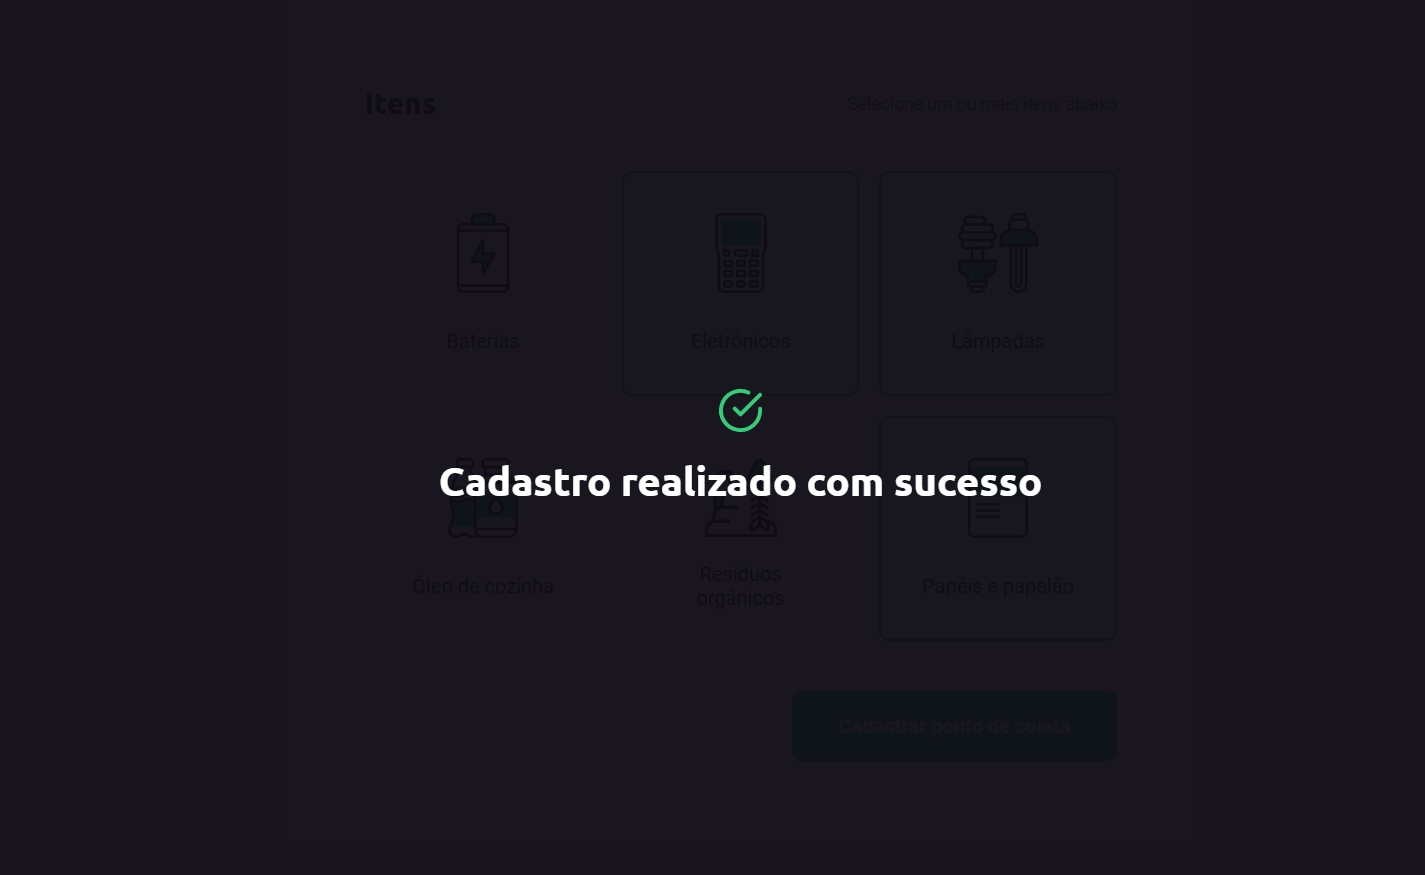 Itens
Selecione um ou mais itens abaixo
Baterias
Eletrônicos
Lâmpadas
Cadastro realizado com sucesso
Óleo de cozinha
Resíduos
orgânicos
Papéis e papelão
Cadastrar ponto de coleta